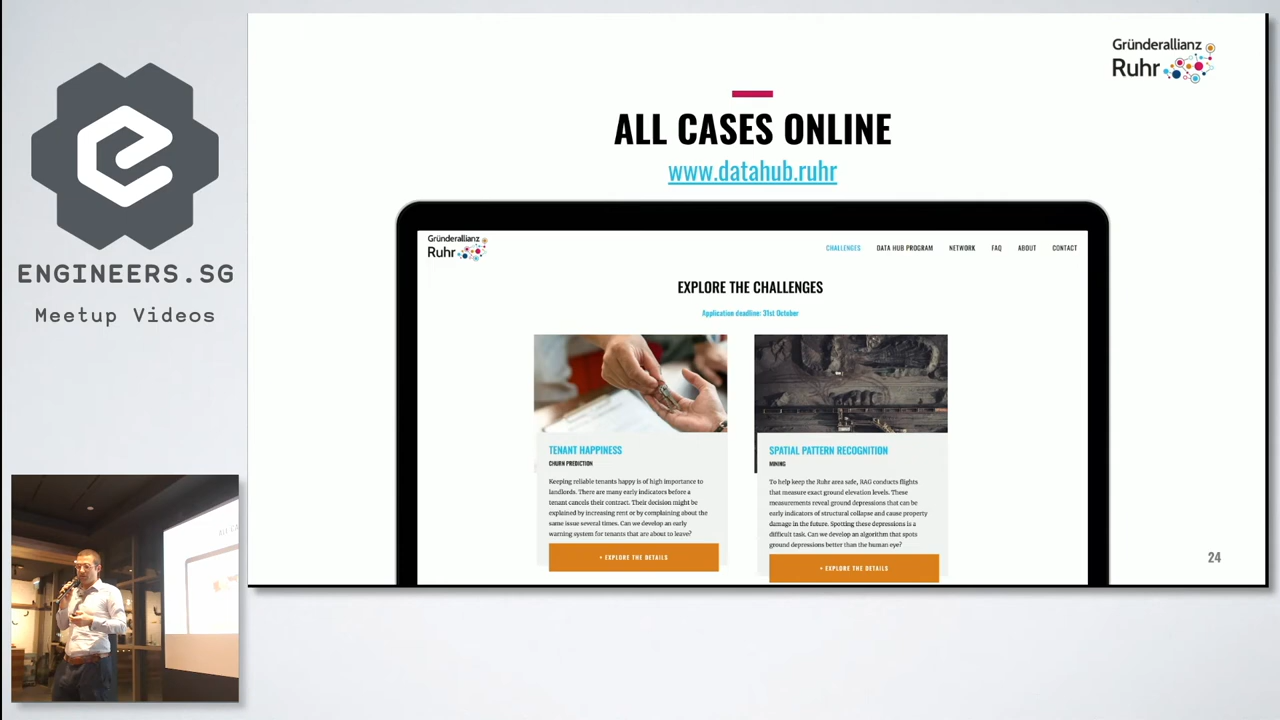 ENGINEERS.SG
Meetup Videos
Gründerallianz
Ruhr
ALL CASES ONLINE
www.datahub.ruhr
Gründerallianz
Ruhr
CHALLENGES DATA HUB PROGRAM NETWORK FAQ ABOUT CONTACT
EXPLORE THE CHALLENGES
Application deadline: 31st October
TENANT HAPPINESS
CHURN PREDICTION
Keeping reliable tenants happy is of high importance to
landlords. There are many early indicators before a
tenant cancels their contract. Their decision might be
explained by increasing rent or by complaining about the
same issue several times. Can we develop an early
warning system for tenants that are about to leave?
+ EXPLORE THE DETAILS
SPATIAL PATTERN RECOGNITION
MINING
To help keep the Ruhr area safe, RAG conducts flights
that measure exact ground elevation levels. These
measurements reveal ground depressions that can be
early indicators of structural collapse and cause property
damage in the future. Spotting these depressions is a
difficult task. Can we develop an algorithm that spots
ground depressions better than the human eye?
+ EXPLORE THE DETAILS
24